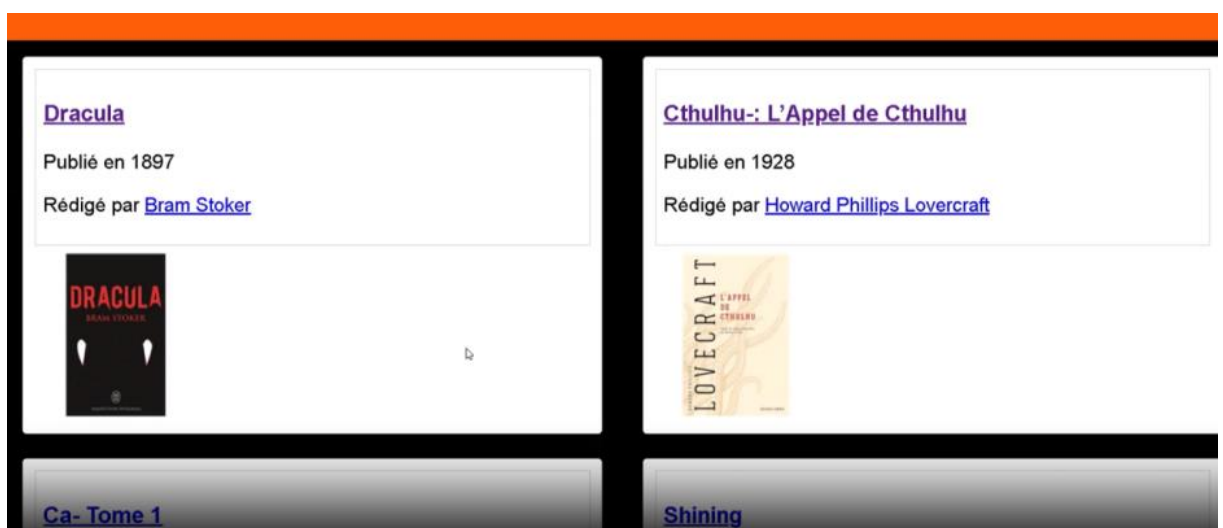 Dracula
Publié en 1897
Rédigé par Bram Stoker
DRACULA
BRAM STOKER
Cthulhu-: L’Appel de Cthulhu
Publié en 1928
Rédigé par Howard Phillips Lovercraft
LOVECRAFT
L'APPEL
DE
CTHULHU
Ca- Tome 1
Shining